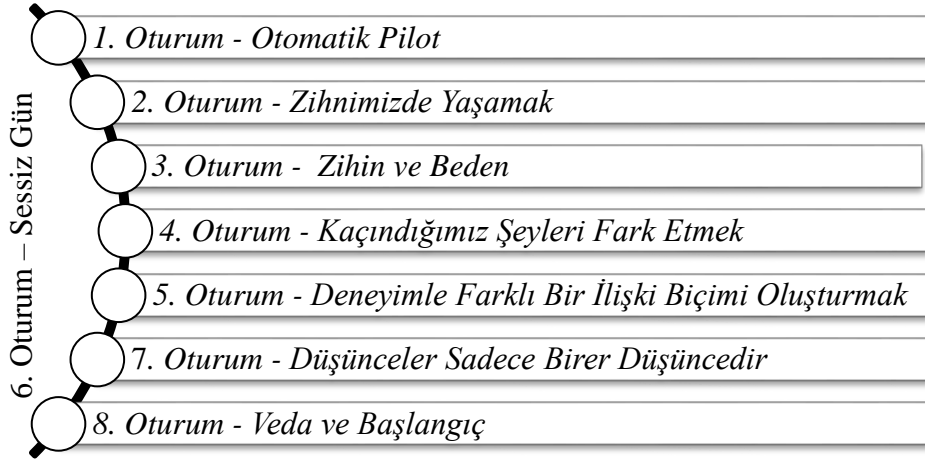 6. Oturum – Sessiz Gün
1. Oturum - Otomatik Pilot
2. Oturum - Zihnimizde Yaşamak
3. Oturum - Zihin ve Beden
4. Oturum - Kaçındığımız Şeyleri Fark Etmek
5. Oturum - Deneyimle Farklı Bir İlişki Biçimi Oluşturmak
7. Oturum - Düşünceler Sadece Birer Düşüncedir
8. Oturum - Veda ve Başlangıç